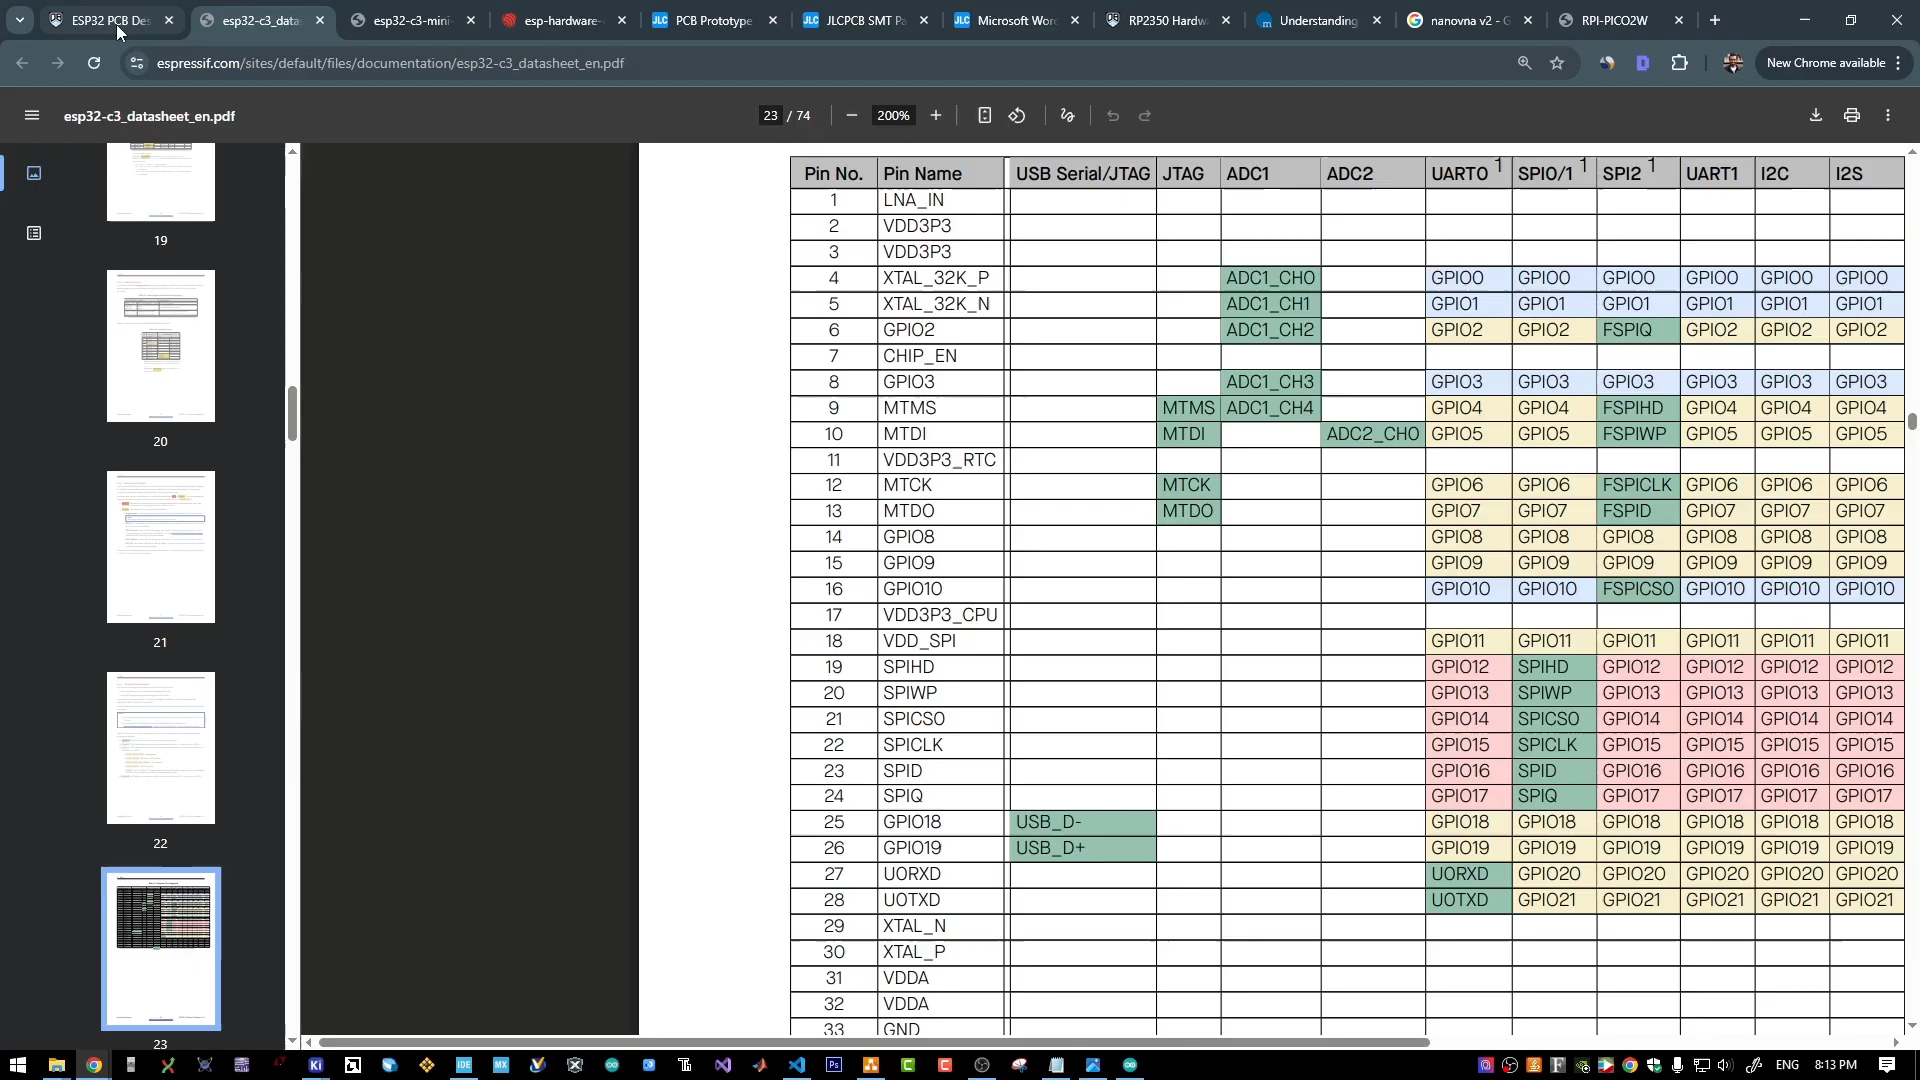 ESP32 PCB Des
esp32-c3_datas
esp32-c3-mini-
esp-hardware-
JLC PCB Prototype
JLC JLCPCB SMT Pa
JLC Microsoft Word
RP2350 Hardw
Understanding
nanovna v2 - G
RPI-PICO2W
espressif.com/sites/default/files/documentation/esp32-c3_datasheet_en.pdf
New Chrome available
esp32-c3_datasheet_en.pdf
23 / 74
200%
19
20
21
22
23
Pin No. Pin Name USB Serial/JTAG JTAG ADC1 ADC2 UART0 1 SPI0/1 1 SPI2 1 UART1 I2C I2S
1 LNA_IN
2 VDD3P3
3 VDD3P3
4 XTAL_32K_P ADC1_CH0 GPIO0 GPIO0 GPIO0 GPIO0 GPIO0 GPIO0
5 XTAL_32K_N ADC1_CH1 GPIO1 GPIO1 GPIO1 GPIO1 GPIO1 GPIO1
6 GPIO2 ADC1_CH2 GPIO2 GPIO2 FSPIQ GPIO2 GPIO2 GPIO2
7 CHIP_EN
8 GPIO3 ADC1_CH3 GPIO3 GPIO3 GPIO3 GPIO3 GPIO3 GPIO3
9 MTMS MTMS ADC1_CH4 GPIO4 GPIO4 FSPIHD GPIO4 GPIO4 GPIO4
10 MTDI MTDI ADC2_CH0 GPIO5 GPIO5 FSPIWP GPIO5 GPIO5 GPIO5
11 VDD3P3_RTC
12 MTCK MTCK GPIO6 GPIO6 FSPICLK GPIO6 GPIO6 GPIO6
13 MTDO MTDO GPIO7 GPIO7 FSPID GPIO7 GPIO7 GPIO7
14 GPIO8 GPIO8 GPIO8 GPIO8 GPIO8 GPIO8 GPIO8
15 GPIO9 GPIO9 GPIO9 GPIO9 GPIO9 GPIO9 GPIO9
16 GPIO10 GPIO10 GPIO10 FSPICS0 GPIO10 GPIO10 GPIO10
17 VDD3P3_CPU
18 VDD_SPI GPIO11 GPIO11 GPIO11 GPIO11 GPIO11 GPIO11
19 SPIHD GPIO12 SPIHD GPIO12 GPIO12 GPIO12 GPIO12
20 SPIWP GPIO13 SPIWP GPIO13 GPIO13 GPIO13 GPIO13
21 SPICS0 GPIO14 SPICS0 GPIO14 GPIO14 GPIO14 GPIO14
22 SPICLK GPIO15 SPICLK GPIO15 GPIO15 GPIO15 GPIO15
23 SPID GPIO16 SPID GPIO16 GPIO16 GPIO16 GPIO16
24 SPIQ GPIO17 SPIQ GPIO17 GPIO17 GPIO17 GPIO17
25 GPIO18 USB_D- GPIO18 GPIO18 GPIO18 GPIO18 GPIO18 GPIO18
26 GPIO19 USB_D+ GPIO19 GPIO19 GPIO19 GPIO19 GPIO19 GPIO19
27 U0RXD U0RXD GPIO20 GPIO20 GPIO20 GPIO20 GPIO20
28 U0TXD U0TXD GPIO21 GPIO21 GPIO21 GPIO21 GPIO21
29 XTAL_N
30 XTAL_P
31 VDDA
32 VDDA
33 GND
ENG 8:13 PM